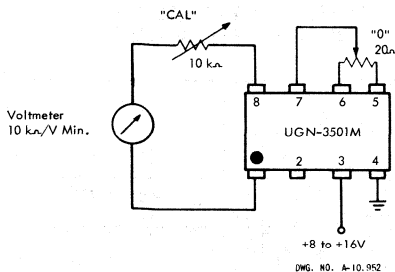 "CAL"
10 kΩ
"0"
20Ω
8 7 6 5
Voltmeter
10 kΩ/V Min.
UGN-3501M
2 3 4
+8 to +16V
DWG. NO. A-10,952